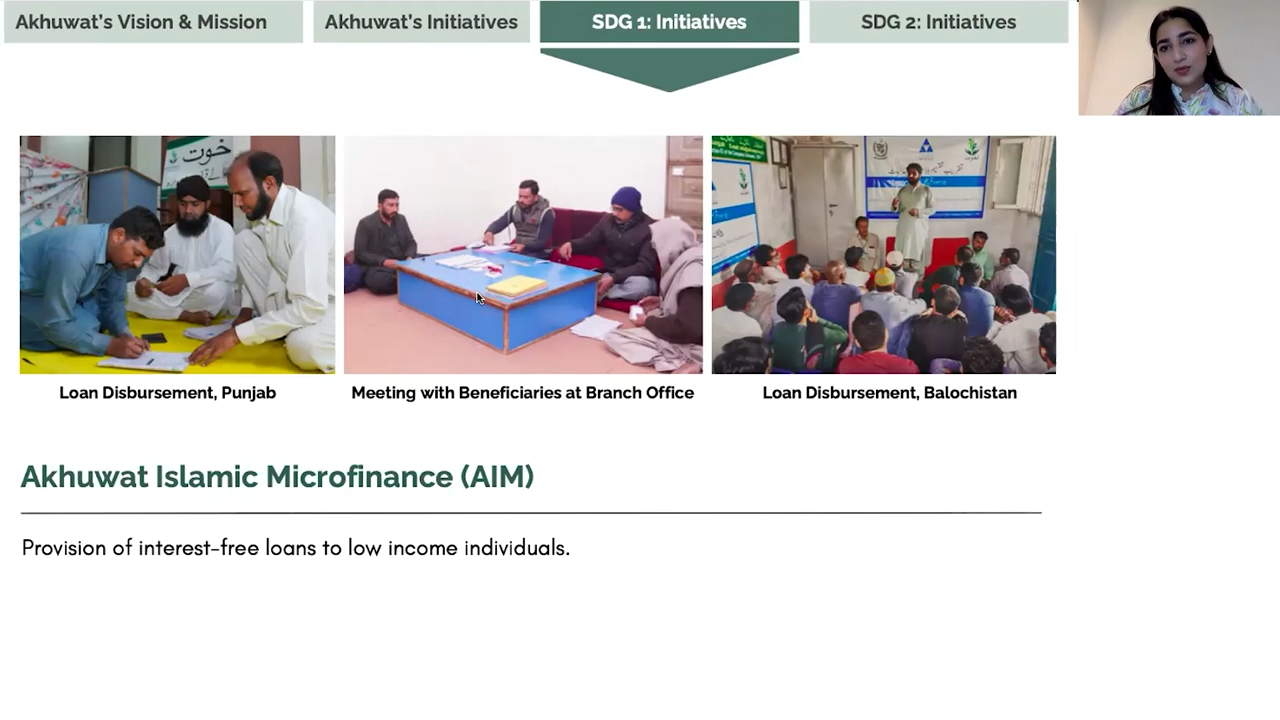 Akhuwat's Vision & Mission
Akhuwat's Initiatives
SDG 1: Initiatives
SDG 2: Initiatives
خوت
Loan Disbursement, Punjab
Meeting with Beneficiaries at Branch Office
Loan Disbursement, Balochistan
Akhuwat Islamic Microfinance (AIM)
Provision of interest-free loans to low income individuals.